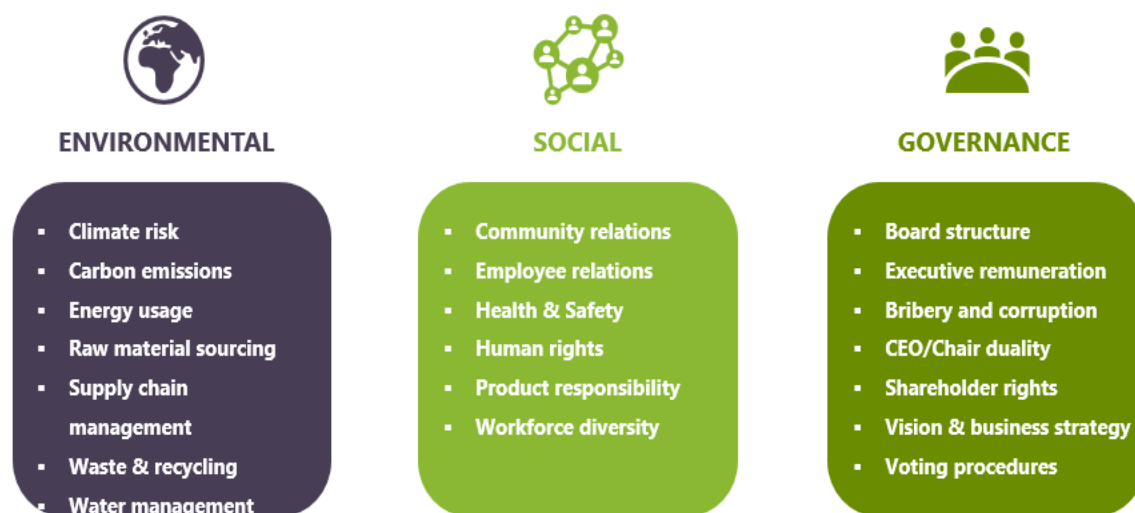 ENVIRONMENTAL
▪ Climate risk
▪ Carbon emissions
▪ Energy usage
▪ Raw material sourcing
▪ Supply chain
management
▪ Waste & recycling
▪ Water management
SOCIAL
▪ Community relations
▪ Employee relations
▪ Health & Safety
▪ Human rights
▪ Product responsibility
▪ Workforce diversity
GOVERNANCE
▪ Board structure
▪ Executive remuneration
▪ Bribery and corruption
▪ CEO/Chair duality
▪ Shareholder rights
▪ Vision & business strategy
▪ Voting procedures